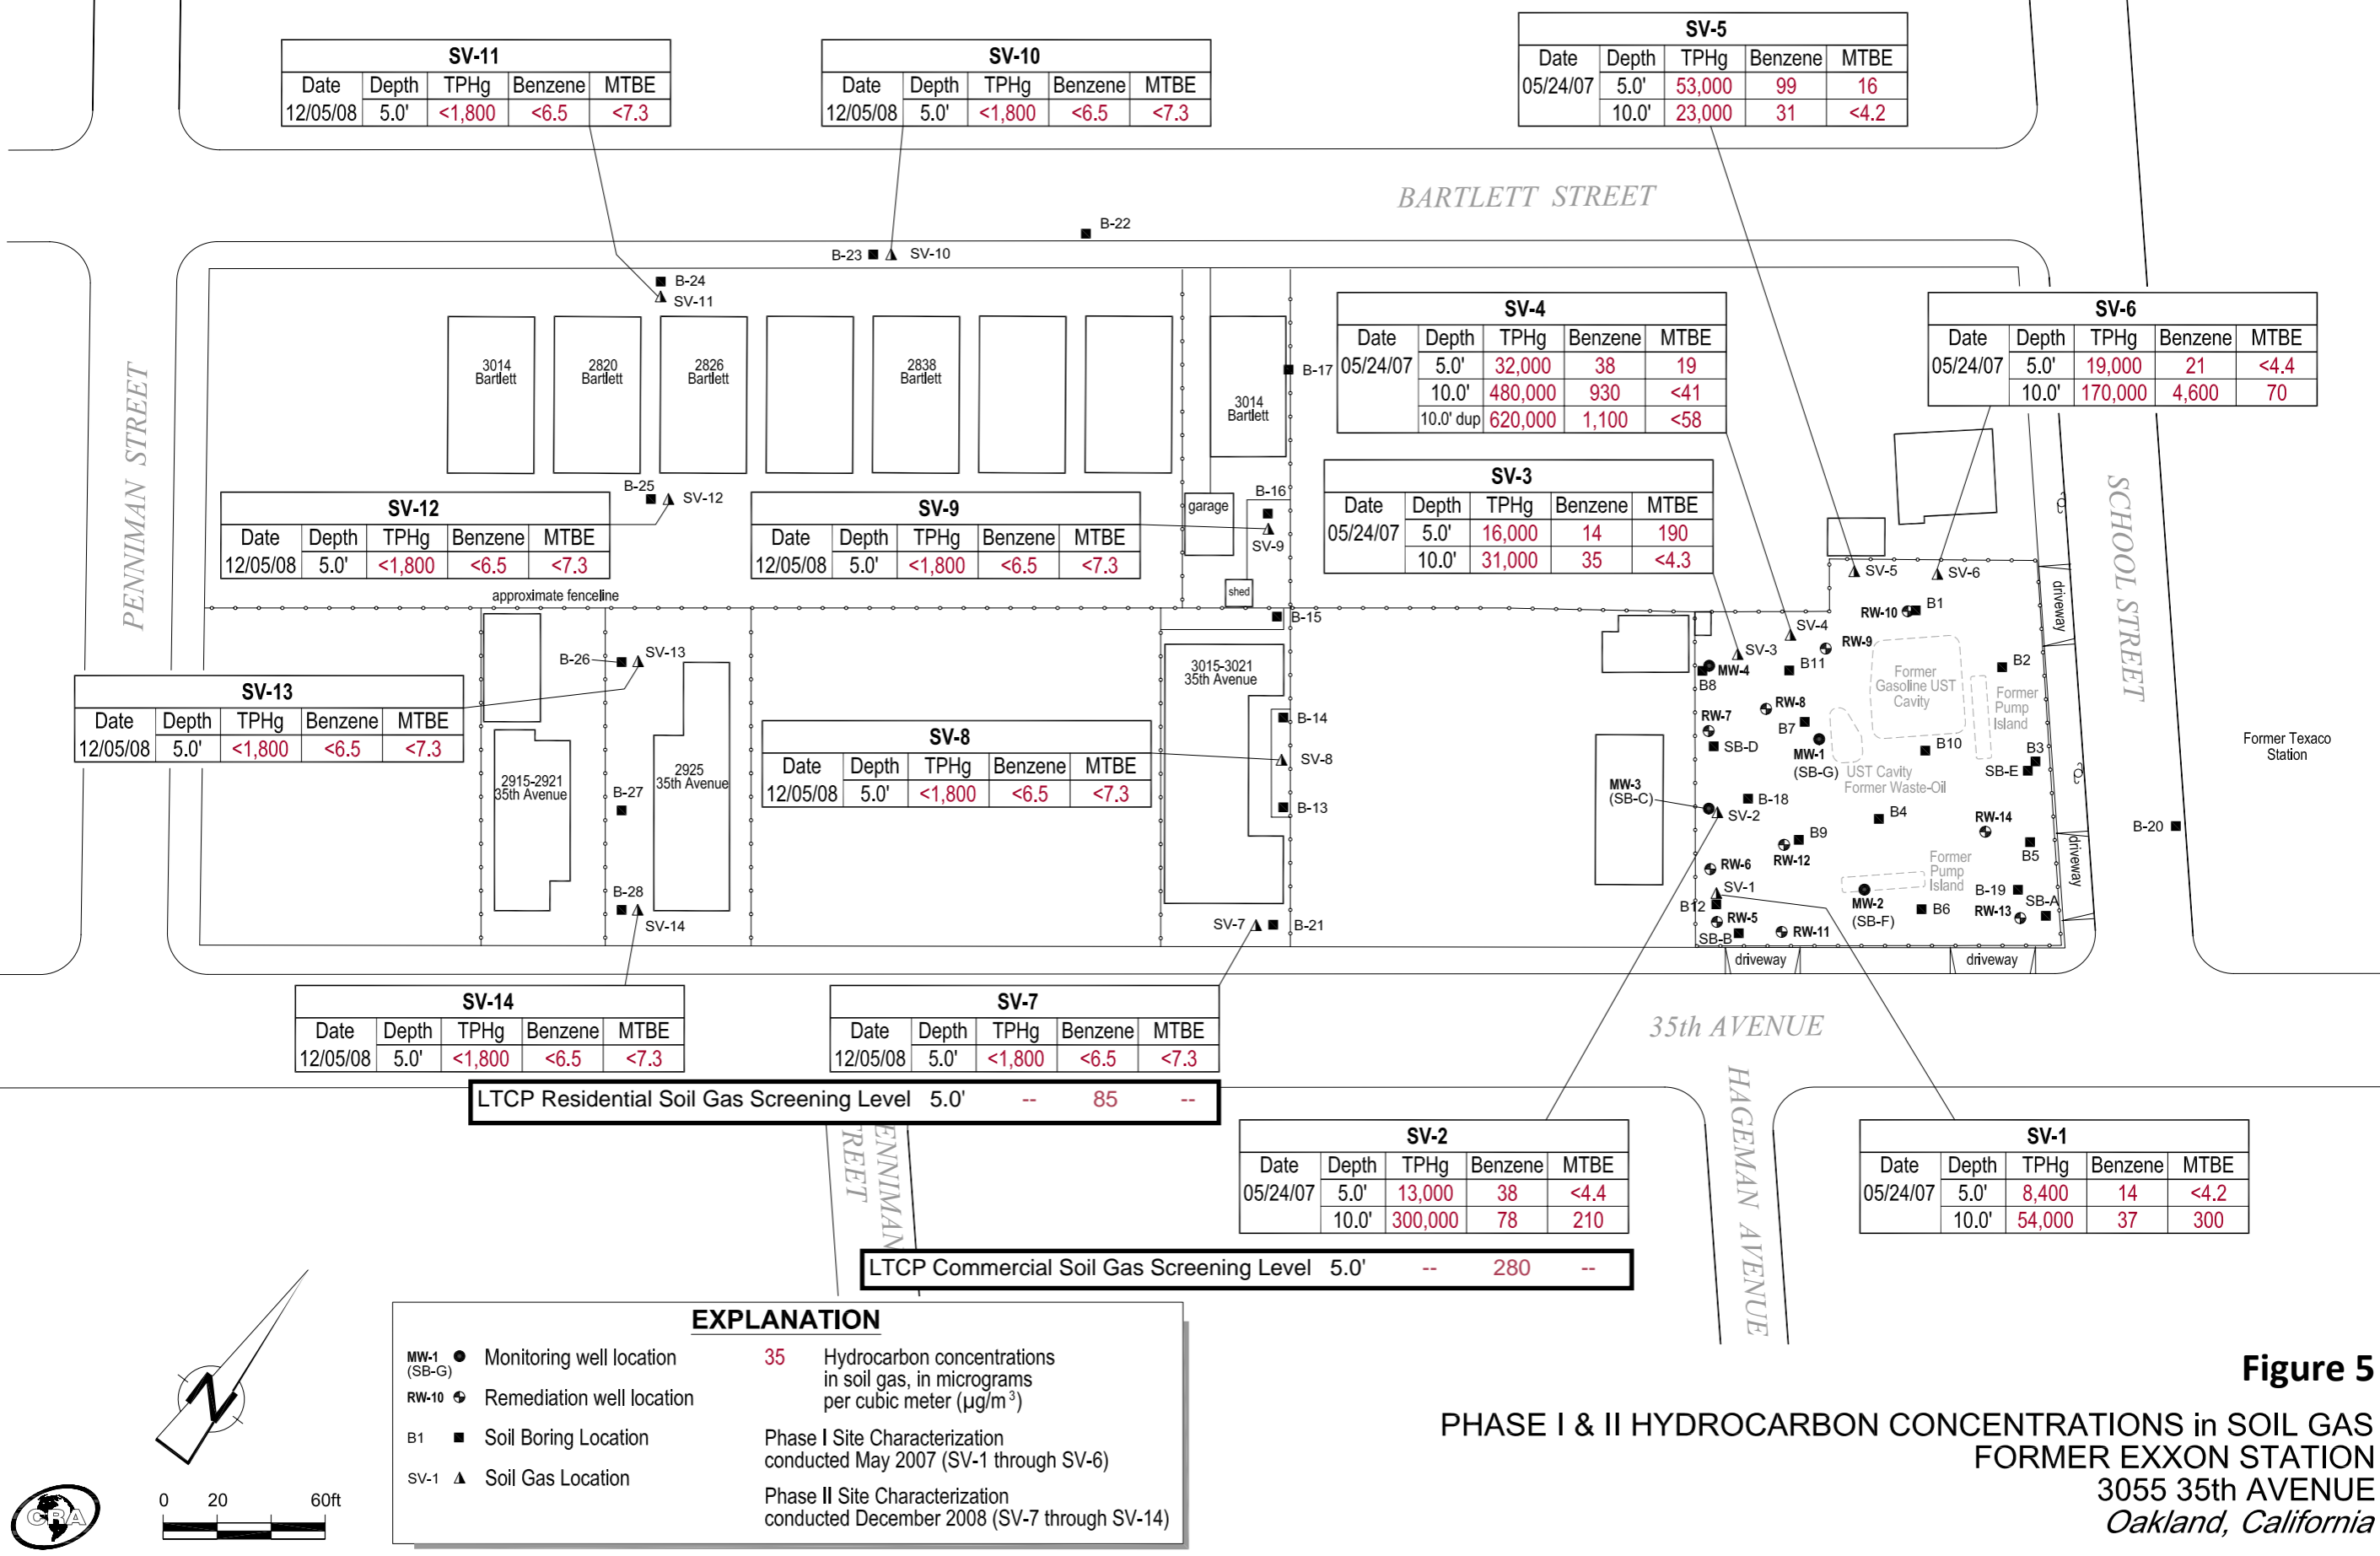 SV-11
Date Depth TPHg Benzene MTBE
12/05/08 5.0' <1,800 <6.5 <7.3
SV-10
Date Depth TPHg Benzene MTBE
12/05/08 5.0' <1,800 <6.5 <7.3
SV-5
Date Depth TPHg Benzene MTBE
05/24/07 5.0' 53,000 99 16
10.0' 23,000 31 <4.2
BARTLETT STREET
B-22
B-23
SV-10
B-24
SV-11
SV-4
Date Depth TPHg Benzene MTBE
05/24/07 5.0' 32,000 38 19
10.0' 480,000 930 <41
10.0' dup 620,000 1,100 <58
SV-6
Date Depth TPHg Benzene MTBE
05/24/07 5.0' 19,000 21 <4.4
10.0' 170,000 4,600 70
PENNIMAN STREET
3014
Bartlett
2820
Bartlett
2826
Bartlett
2838
Bartlett
3014
Bartlett
B-17
SV-3
Date Depth TPHg Benzene MTBE
05/24/07 5.0' 16,000 14 190
10.0' 31,000 35 <4.3
B-25
SV-12
SV-12
Date Depth TPHg Benzene MTBE
12/05/08 5.0' <1,800 <6.5 <7.3
SV-9
Date Depth TPHg Benzene MTBE
12/05/08 5.0' <1,800 <6.5 <7.3
garage
B-16
SV-9
shed
SCHOOL STREET
approximate fenceline
B-15
SV-5
SV-6
RW-10
B1
driveway
SV-4
RW-9
SV-3
B11
MW-4
B8
B2
Former
Gasoline UST
Cavity
Former
Pump
Island
B-26
SV-13
3015-3021
35th Avenue
SV-13
Date Depth TPHg Benzene MTBE
12/05/08 5.0' <1,800 <6.5 <7.3
RW-8
RW-7
B7
SB-D
MW-1
(SB-G)
B10
B3
SB-E
UST Cavity
Former Waste-Oil
Former Texaco
Station
B-14
SV-8
Date Depth TPHg Benzene MTBE
12/05/08 5.0' <1,800 <6.5 <7.3
SV-8
2915-2921
35th Avenue
2925
35th Avenue
B-27
B-13
MW-3
(SB-C)
B-18
SV-2
B4
RW-14
B-20
B9
RW-12
B5
driveway
RW-6
Former
Pump
Island
SV-1
B12
RW-5
SB-B
RW-11
MW-2
(SB-F)
B6
B-19
SB-A
RW-13
B-28
SV-14
SV-7
B-21
driveway
driveway
SV-14
Date Depth TPHg Benzene MTBE
12/05/08 5.0' <1,800 <6.5 <7.3
SV-7
Date Depth TPHg Benzene MTBE
12/05/08 5.0' <1,800 <6.5 <7.3
35th AVENUE
LTCP Residential Soil Gas Screening Level 5.0' -- 85 --
HAGEMAN AVENUE
ENNIMAN
REET
SV-2
Date Depth TPHg Benzene MTBE
05/24/07 5.0' 13,000 38 <4.4
10.0' 300,000 78 210
SV-1
Date Depth TPHg Benzene MTBE
05/24/07 5.0' 8,400 14 <4.2
10.0' 54,000 37 300
LTCP Commercial Soil Gas Screening Level 5.0' -- 280 --
EXPLANATION
MW-1
(SB-G)
Monitoring well location
RW-10 Remediation well location
B1 Soil Boring Location
SV-1 Soil Gas Location
35 Hydrocarbon concentrations
in soil gas, in micrograms
per cubic meter (µg/m³)
Phase I Site Characterization
conducted May 2007 (SV-1 through SV-6)
Phase II Site Characterization
conducted December 2008 (SV-7 through SV-14)
N
CRA
0 20 60ft
Figure 5
PHASE I & II HYDROCARBON CONCENTRATIONS in SOIL GAS
FORMER EXXON STATION
3055 35th AVENUE
Oakland, California